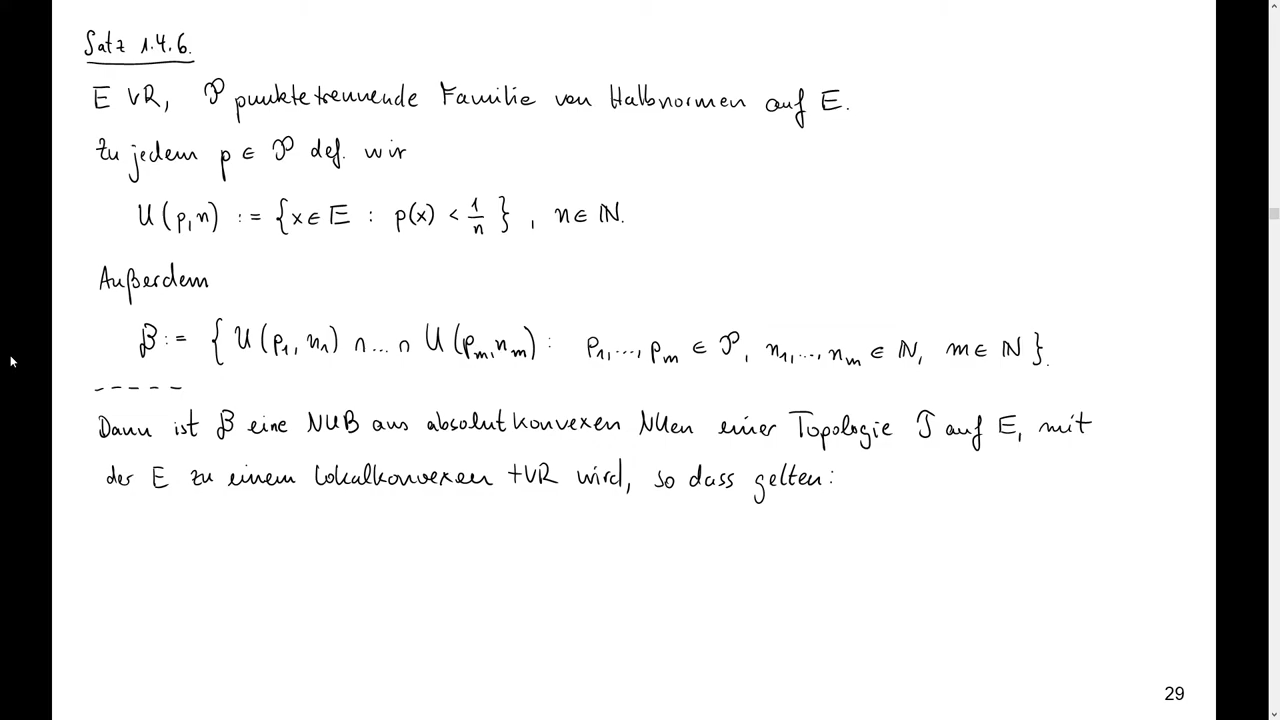 Satz 1.4.6.
E VR, 𝒫 punktetrennende Familie von Halbnormen auf E.
Zu jedem p ∈ 𝒫 def. wir
U(p,n) := {x ∈ E : p(x) < 1/n}, n ∈ ℕ.
Außerdem
ℬ := {U(p₁, n₁) ∩ ... ∩ U(pₘ, nₘ) : p₁, ..., pₘ ∈ 𝒫, n₁, ..., nₘ ∈ ℕ, m ∈ ℕ}.
-----
Dann ist ℬ eine NUB aus absolutkonvexen NUen einer Topologie 𝒯 auf E, mit
der E zu einem lokalkonvexen tVR wird, so dass gelten:
29